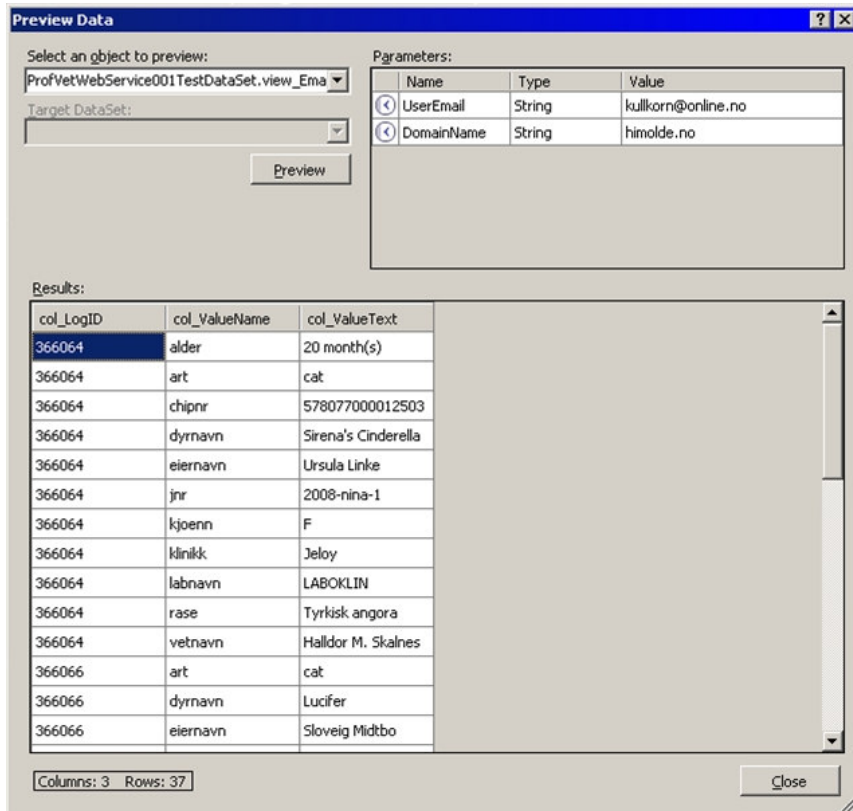 Preview Data
Select an object to preview:
ProfVetWebService001TestDataSet.view_Ema
Target DataSet:
Preview
Parameters:
Name Type Value
UserEmail String kullkorn@online.no
DomainName String himolde.no
Results:
col_LogID col_ValueName col_ValueText
366064 alder 20 month(s)
366064 art cat
366064 chipnr 578077000012503
366064 dyrnavn Sirena's Cinderella
366064 eiernavn Ursula Linke
366064 jnr 2008-nina-1
366064 kjoenn F
366064 klinikk Jeloy
366064 labnavn LABOKLIN
366064 rase Tyrkisk angora
366064 vetnavn Halldor M. Skalnes
366066 art cat
366066 dyrnavn Lucifer
366066 eiernavn Sloveig Midtbo
Columns: 3 Rows: 37
Close